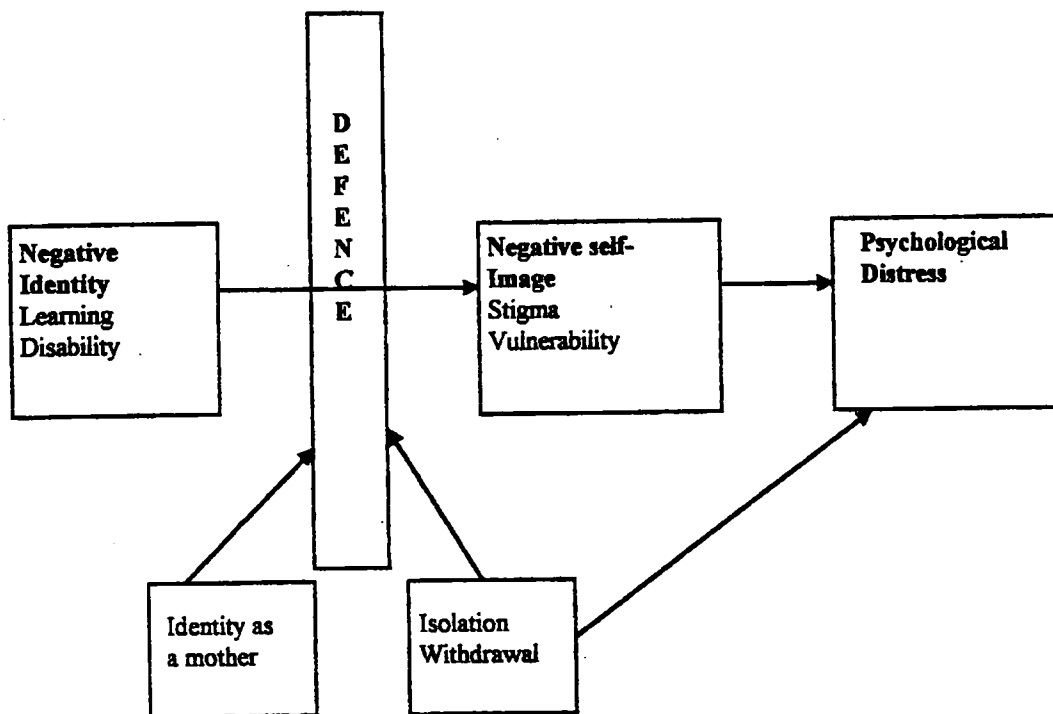 D
E
F
E
N
C
E
Negative
Identity
Learning
Disability
Negative self-
Image
Stigma
Vulnerability
Psychological
Distress
Identity as
a mother
Isolation
Withdrawal